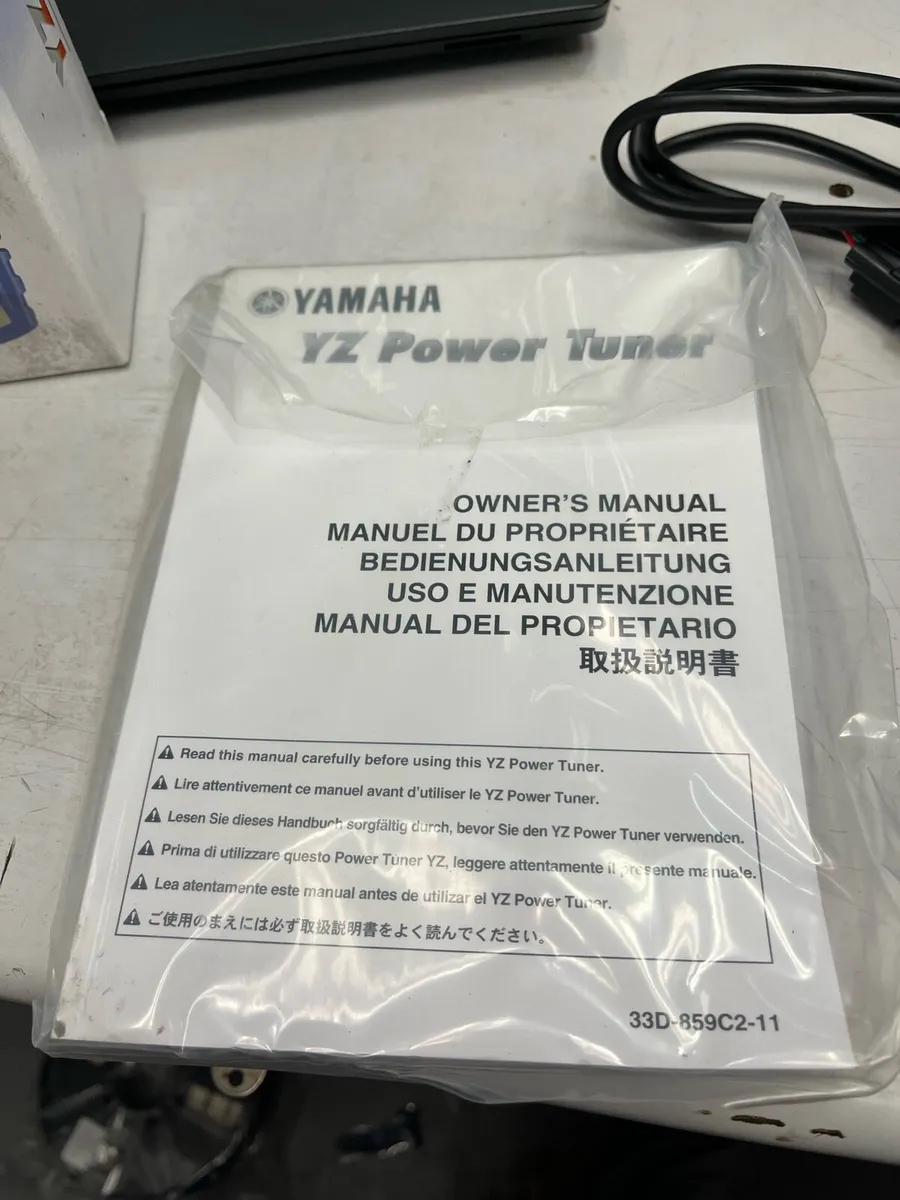 YAMAHA
YZ Power Tuner
OWNER'S MANUAL
MANUEL DU PROPRIÉTAIRE
BEDIENUNGSANLEITUNG
USO E MANUTENZIONE
MANUAL DEL PROPIETARIO
取扱説明書
Read this manual carefully before using this YZ Power Tuner.
Lire attentivement ce manuel avant d'utiliser le YZ Power Tuner.
Lesen Sie dieses Handbuch sorgfältig durch, bevor Sie den YZ Power Tuner verwenden.
Prima di utilizzare questo Power Tuner YZ, leggere attentamente il presente manuale.
Lea atentamente este manual antes de utilizar el YZ Power Tuner.
ご使用のまえには必ず取扱説明書をよく読んでください。
33D-859C2-11